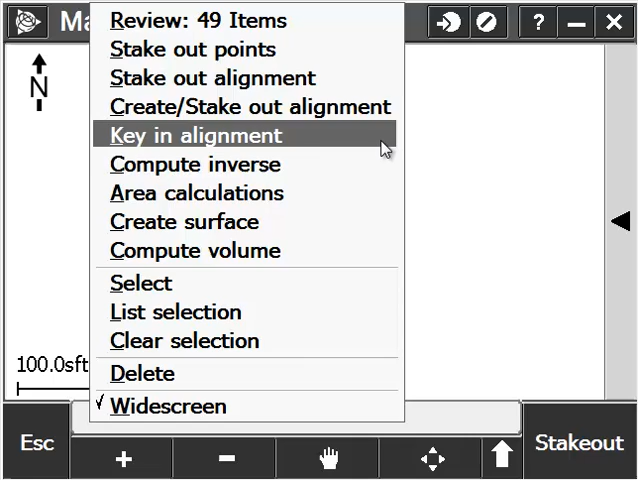 Ma
Review: 49 Items
Stake out points
Stake out alignment
Create/Stake out alignment
Key in alignment
Compute inverse
Area calculations
Create surface
Compute volume
Select
List selection
Clear selection
Delete
✓ Widescreen
?
N
100.0sft
Esc
Stakeout